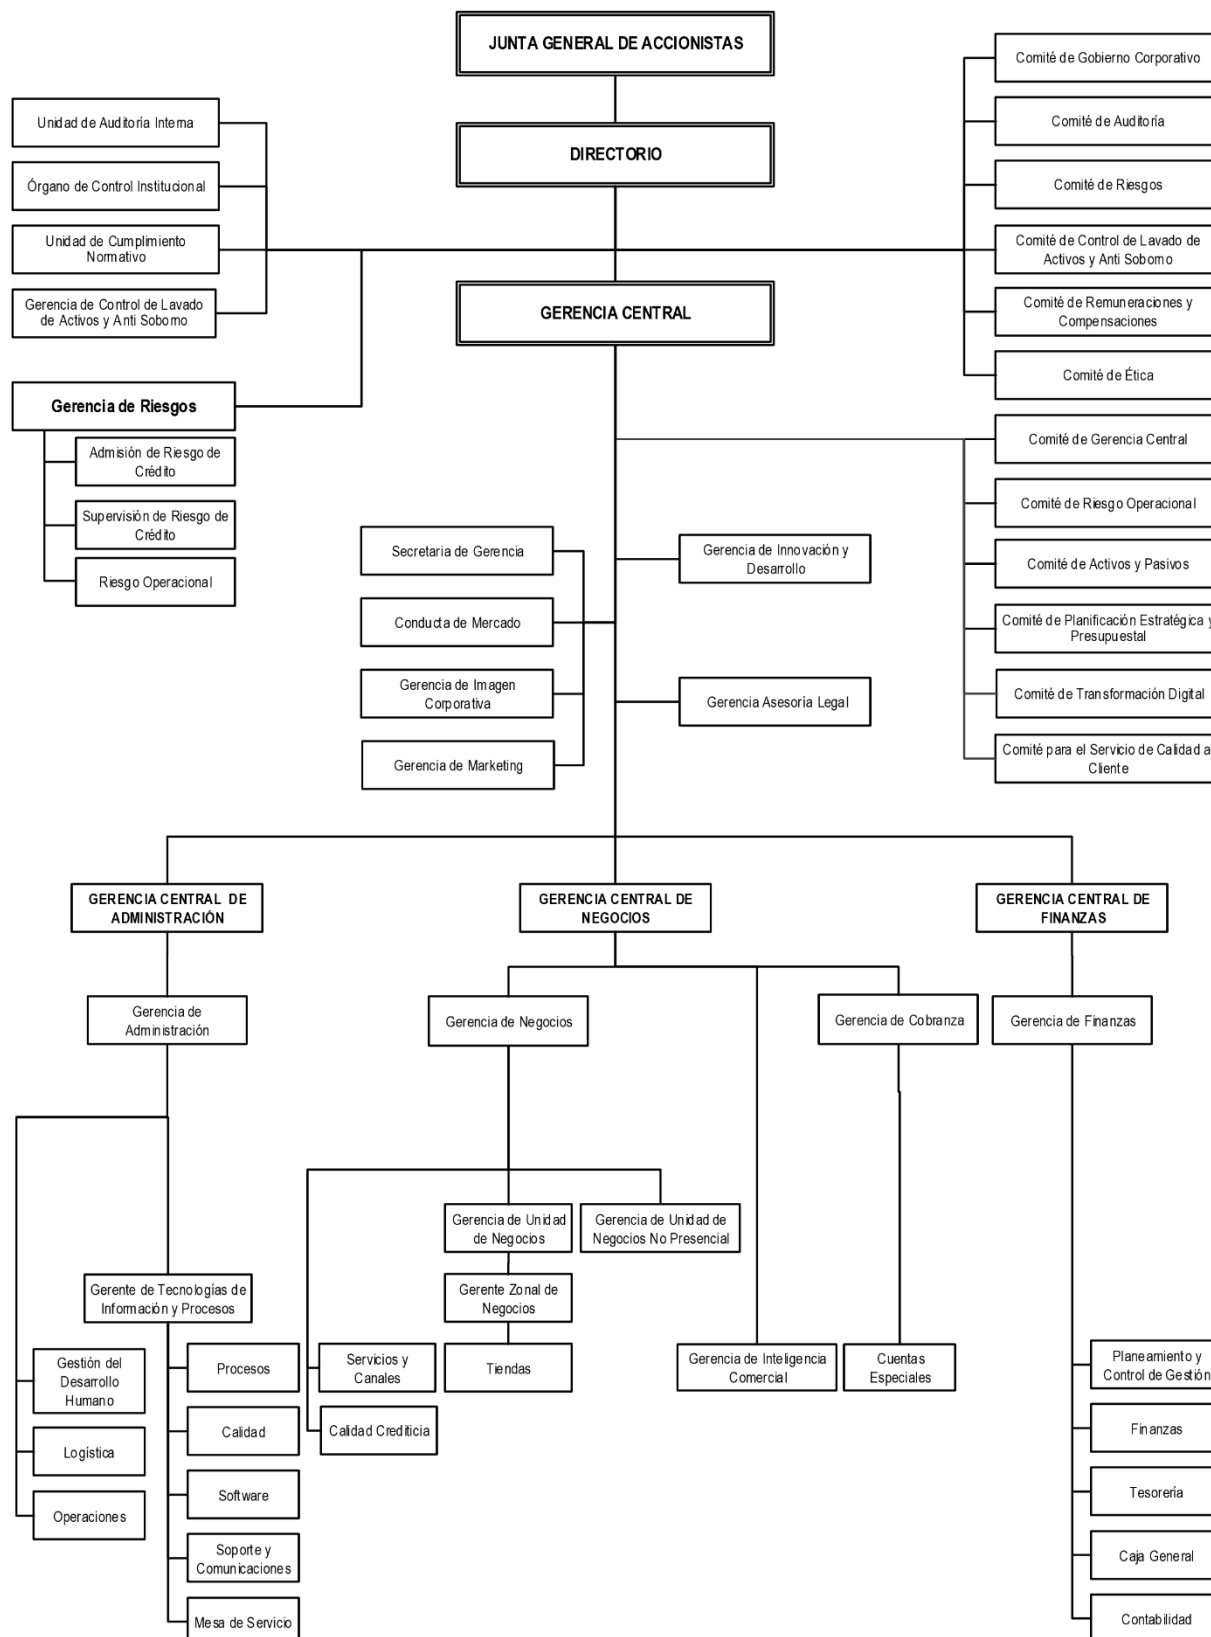 JUNTA GENERAL DE ACCIONISTAS
DIRECTORIO
GERENCIA CENTRAL
Unidad de Auditoría Interna
Órgano de Control Institucional
Unidad de Cumplimiento
Normativo
Gerencia de Control de Lavado
de Activos y Anti Soborno
Gerencia de Riesgos
Admisión de Riesgo de
Crédito
Supervisión de Riesgo de
Crédito
Riesgo Operacional
Comité de Gobierno Corporativo
Comité de Auditoría
Comité de Riesgos
Comité de Control de Lavado de
Activos y Anti Soborno
Comité de Remuneraciones y
Compensaciones
Comité de Ética
Comité de Gerencia Central
Comité de Riesgo Operacional
Comité de Activos y Pasivos
Comité de Planificación Estratégica y
Presupuestal
Comité de Transformación Digital
Comité para el Servicio de Calidad al
Cliente
Secretaria de Gerencia
Conducta de Mercado
Gerencia de Imagen
Corporativa
Gerencia de Marketing
Gerencia de Innovación y
Desarrollo
Gerencia Asesoría Legal
GERENCIA CENTRAL DE
ADMINISTRACIÓN
Gerencia de
Administración
Gerente de Tecnologías de
Información y Procesos
Gestión del
Desarrollo
Humano
Logística
Operaciones
Procesos
Calidad
Software
Soporte y
Comunicaciones
Mesa de Servicio
GERENCIA CENTRAL DE
NEGOCIOS
Gerencia de Negocios
Gerencia de Unidad
de Negocios
Gerencia de Unidad de
Negocios No Presencial
Gerente Zonal de
Negocios
Tiendas
Servicios y
Canales
Calidad Crediticia
Gerencia de Inteligencia
Comercial
Gerencia de Cobranza
Cuentas
Especiales
GERENCIA CENTRAL DE
FINANZAS
Gerencia de Finanzas
Planeamiento y
Control de Gestión
Finanzas
Tesorería
Caja General
Contabilidad